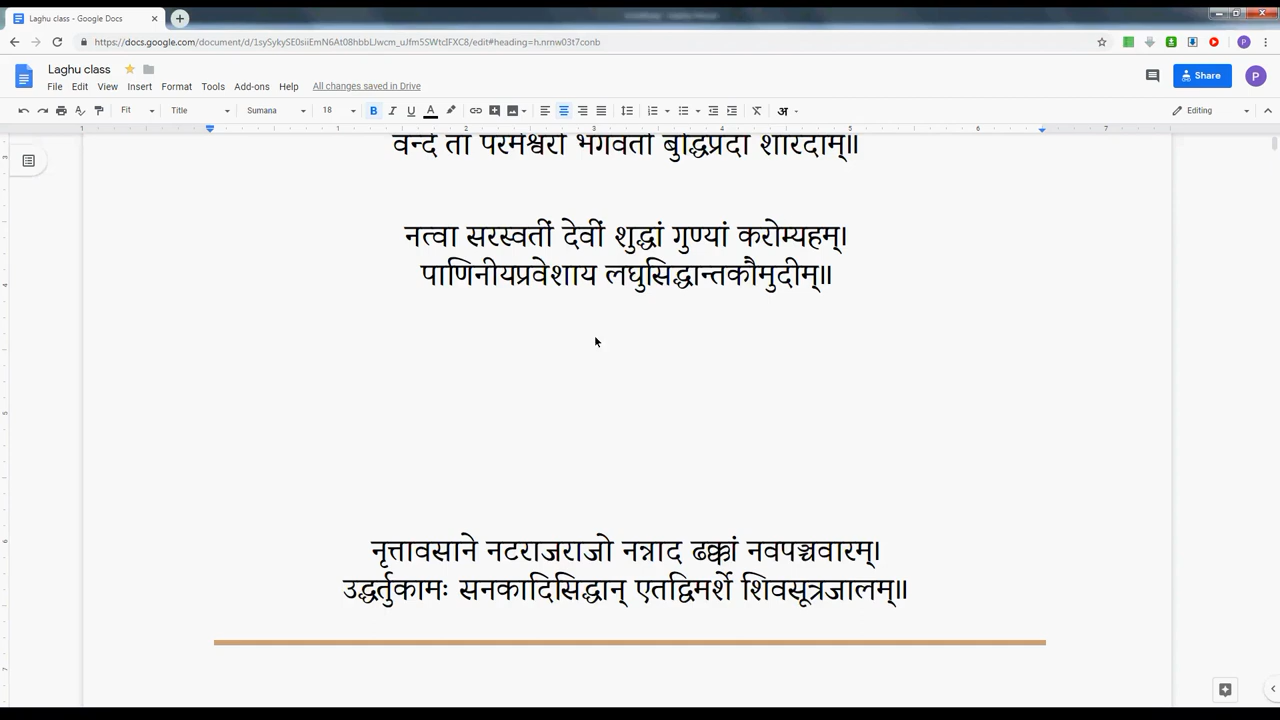 Laghu class - Google Docs
https://docs.google.com/document/d/1sySykySE0siiEmN6At08hbbLJwcm_uJfm5SWtcIFXC8/edit#heading=h.nrnw03t7conb
Laghu class
File Edit View Insert Format Tools Add-ons Help All changes saved in Drive
Share
P
Fit Title Sumana 18 B I U A अ Editing
वन्दे तां परमेश्वरीं भगवतीं बुद्धिप्रदां शारदाम्॥
नत्वा सरस्वतीं देवीं शुद्धां गुण्यां करोम्यहम्।
पाणिनीयप्रवेशाय लघुसिद्धान्तकौमुदीम्॥
नृत्तावसाने नटराजराजो नन्नाद ढक्कां नवपञ्चवारम्।
उद्धर्तुकामः सनकादिसिद्धान् एतद्विमर्शे शिवसूत्रजालम्॥